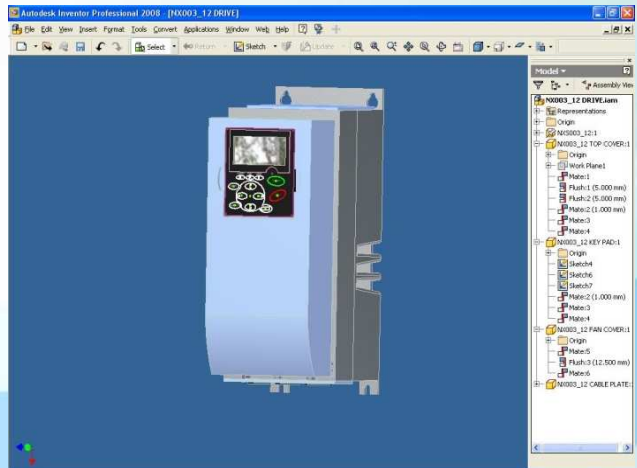 Autodesk Inventor Professional 2008 - [NX003_12 DRIVE]
File Edit View Insert Format Tools Convert Applications Window Web Help
Select Return Sketch Update
Model
Assembly View
NX003_12 DRIVE.iam
Representations
Origin
NXS003_12:1
NX003_12 TOP COVER:1
Origin
Work Plane1
Mate:1
Flush:1 (5.000 mm)
Flush:2 (5.000 mm)
Mate:2 (1.000 mm)
Mate:3
Mate:4
NX003_12 KEY PAD:1
Origin
Sketch4
Sketch6
Sketch7
Mate:2 (1.000 mm)
Mate:3
Mate:4
NX003_12 FAN COVER:1
Origin
Mate:5
Flush:3 (12.500 mm)
Mate:6
NX003_12 CABLE PLATE: